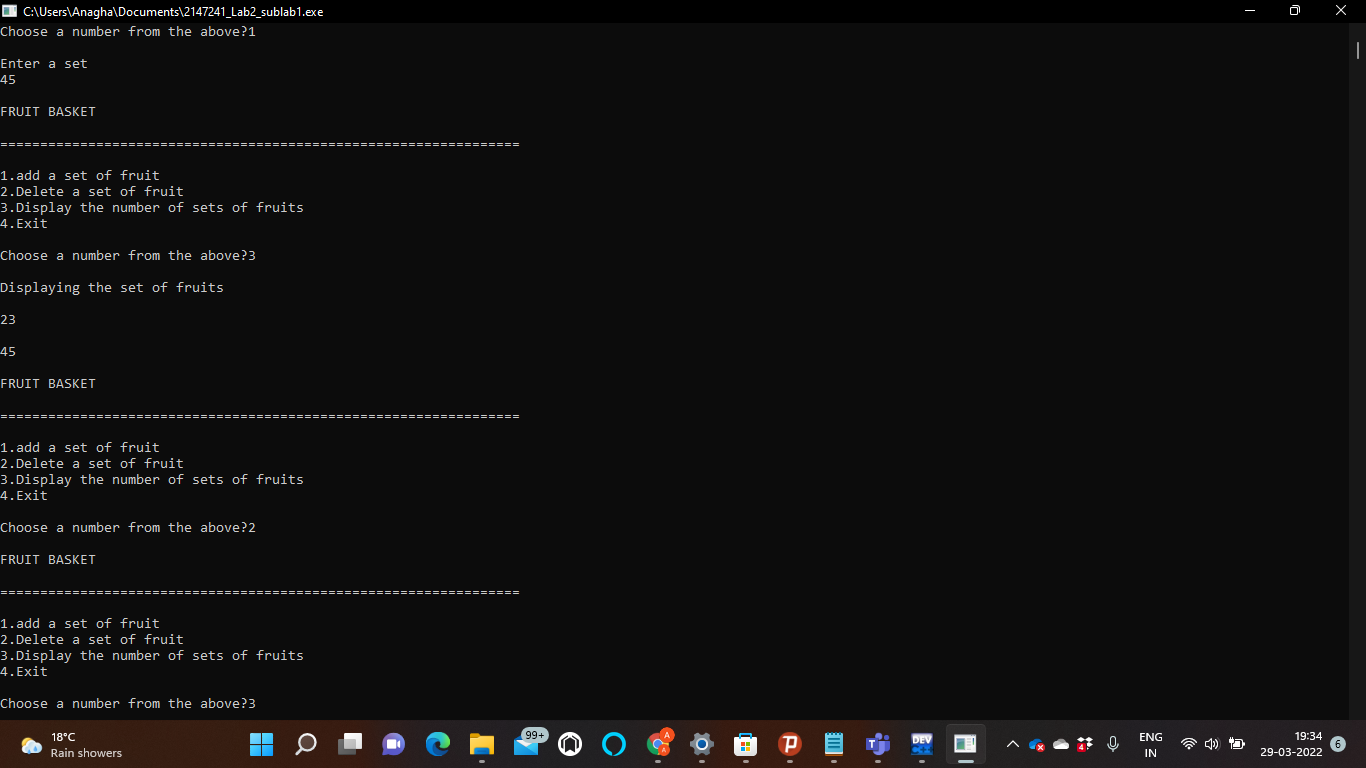 C:\Users\Anagha\Documents\2147241_Lab2_sublab1.exe
Choose a number from the above?1
Enter a set
45
FRUIT BASKET
=================================================================
1.add a set of fruit
2.Delete a set of fruit
3.Display the number of sets of fruits
4.Exit
Choose a number from the above?3
Displaying the set of fruits
23
45
FRUIT BASKET
=================================================================
1.add a set of fruit
2.Delete a set of fruit
3.Display the number of sets of fruits
4.Exit
Choose a number from the above?2
FRUIT BASKET
=================================================================
1.add a set of fruit
2.Delete a set of fruit
3.Display the number of sets of fruits
4.Exit
Choose a number from the above?3
18°C
Rain showers
99+
A
A
DEV
4
ENG
IN
19:34
29-03-2022
6